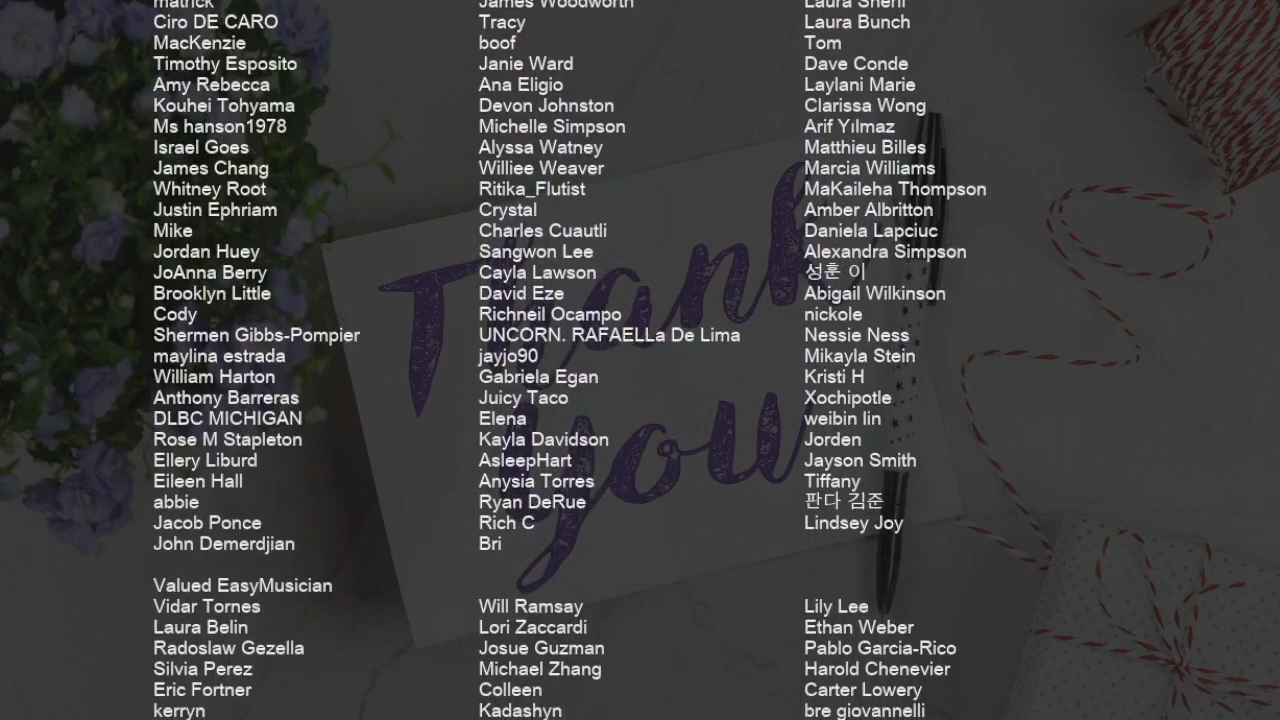 matrick James Woodworth Laura Sherif
Ciro DE CARO Tracy Laura Bunch
MacKenzie boof Tom
Timothy Esposito Janie Ward Dave Conde
Amy Rebecca Ana Eligio Laylani Marie
Kouhei Tohyama Devon Johnston Clarissa Wong
Ms hanson1978 Michelle Simpson Arif Yılmaz
Israel Goes Alyssa Watney Matthieu Billes
James Chang Williee Weaver Marcia Williams
Whitney Root Ritika_Flutist MaKaileha Thompson
Justin Ephriam Crystal Amber Albritton
Mike Charles Cuautli Daniela Lapciuc
Jordan Huey Sangwon Lee Alexandra Simpson
JoAnna Berry Cayla Lawson 성훈 이
Brooklyn Little David Eze Abigail Wilkinson
Cody Richneil Ocampo nickole
Shermen Gibbs-Pompier UNCORN. RAFAELLa De Lima Nessie Ness
maylina estrada jayjo90 Mikayla Stein
William Harton Gabriela Egan Kristi H
Anthony Barreras Juicy Taco Xochipotle
DLBC MICHIGAN Elena weibin lin
Rose M Stapleton Kayla Davidson Jorden
Ellery Liburd AsleepHart Jayson Smith
Eileen Hall Anysia Torres Tiffany
abbie Ryan DeRue 판다 김준
Jacob Ponce Rich C Lindsey Joy
John Demerdjian Bri
Valued EasyMusician
Vidar Tornes Will Ramsay Lily Lee
Laura Belin Lori Zaccardi Ethan Weber
Radoslaw Gezella Josue Guzman Pablo Garcia-Rico
Silvia Perez Michael Zhang Harold Chenevier
Eric Fortner Colleen Carter Lowery
kerryn Kadashyn bre giovannelli
Thank
you